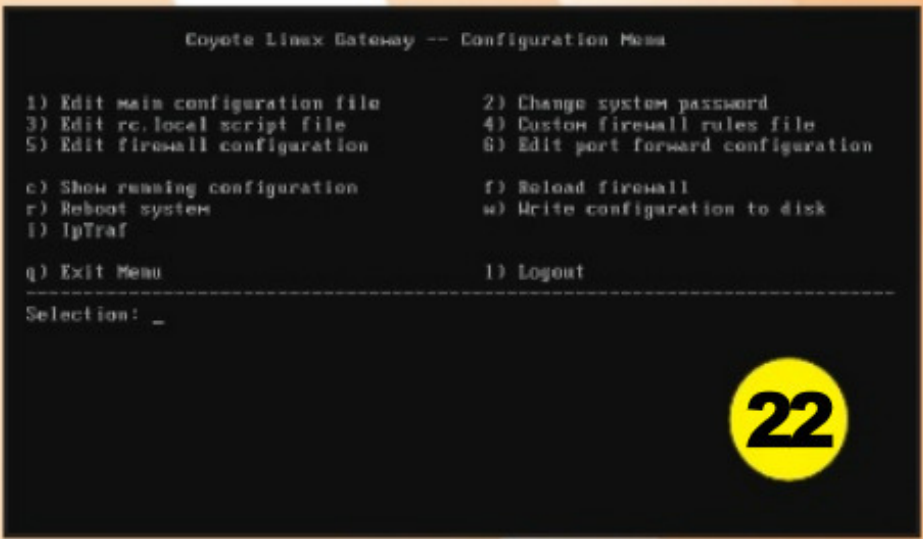 Coyote Linux Gateway -- Configuration Menu
1) Edit main configuration file 2) Change system password
3) Edit rc.local script file 4) Custom firewall rules file
5) Edit firewall configuration 6) Edit port forward configuration
c) Show running configuration f) Reload firewall
r) Reboot system w) Write configuration to disk
i) IpTraf
q) Exit Menu l) Logout
Selection: _
22